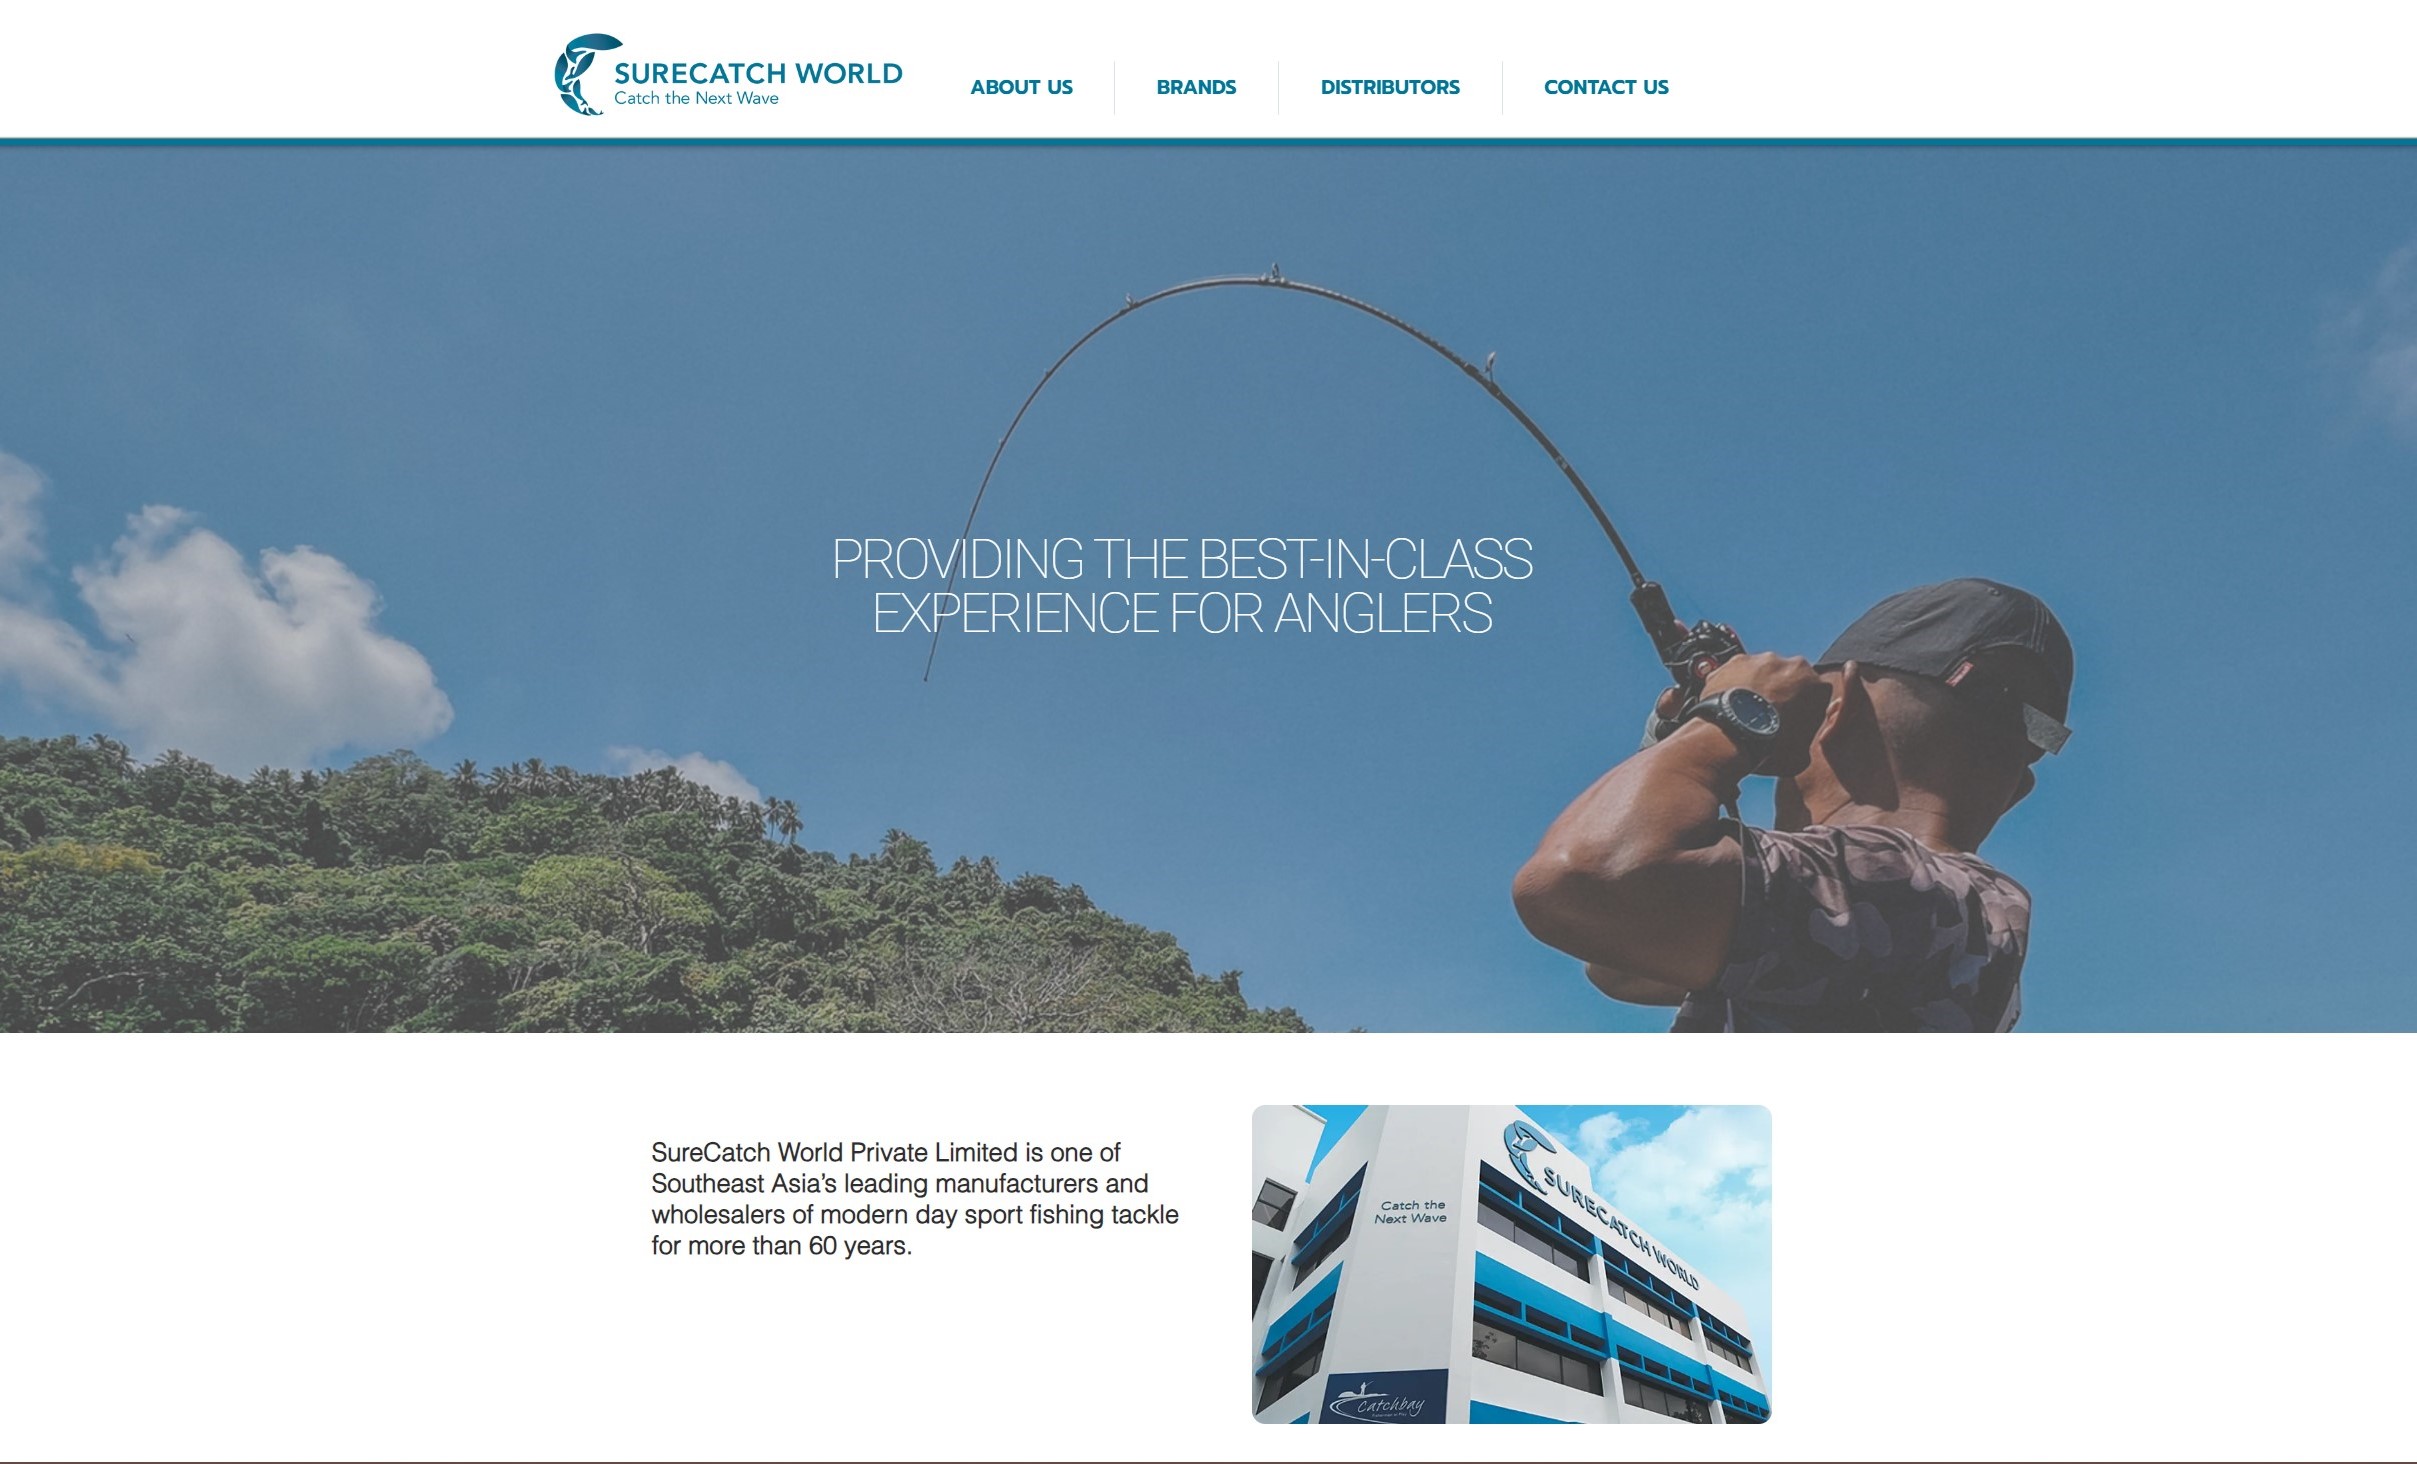 SURECATCH WORLD
Catch the Next Wave
ABOUT US
BRANDS
DISTRIBUTORS
CONTACT US
PROVIDING THE BEST-IN-CLASS
EXPERIENCE FOR ANGLERS
SureCatch World Private Limited is one of
Southeast Asia’s leading manufacturers and
wholesalers of modern day sport fishing tackle
for more than 60 years.
SURECATCH WORLD
Catch the
Next Wave
Catchbay